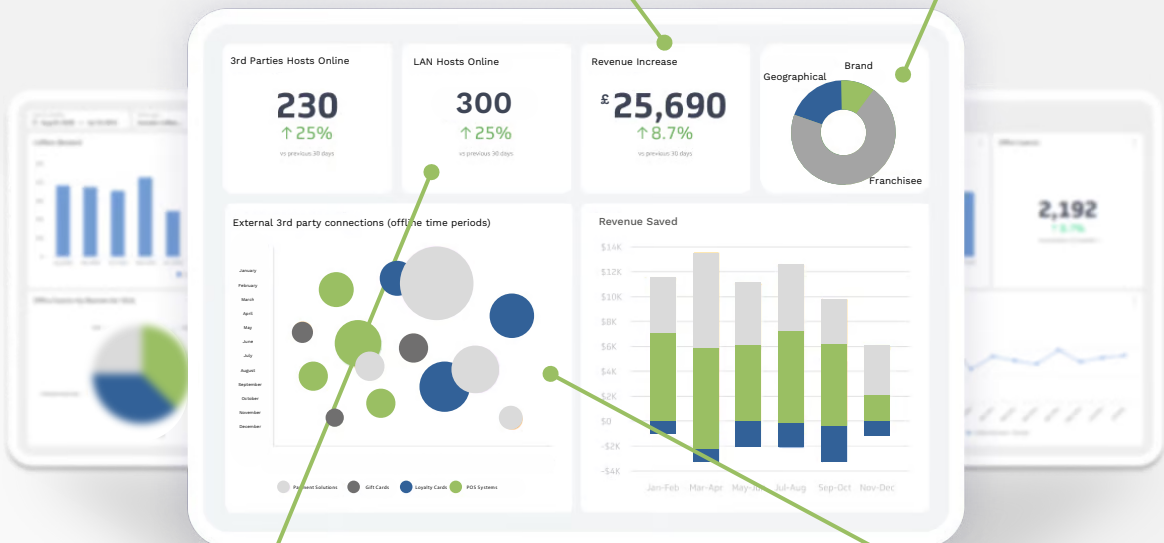 3rd Parties Hosts Online
230
↑25%
vs previous 30 days
LAN Hosts Online
300
↑25%
vs previous 30 days
Revenue Increase
£25,690
↑8.7%
vs previous 30 days
Brand
Geographical
Franchisee
2,192
External 3rd party connections (offline time periods)
January
February
March
April
May
June
July
August
September
October
November
December
Payment Solutions
Gift Cards
Loyalty Cards
POS Systems
Revenue Saved
$14K
$12K
$10K
$8K
$6K
$4K
$2K
$0
-$2K
-$4K
Jan-Feb
Mar-Apr
May-Jun
Jul-Aug
Sep-Oct
Nov-Dec